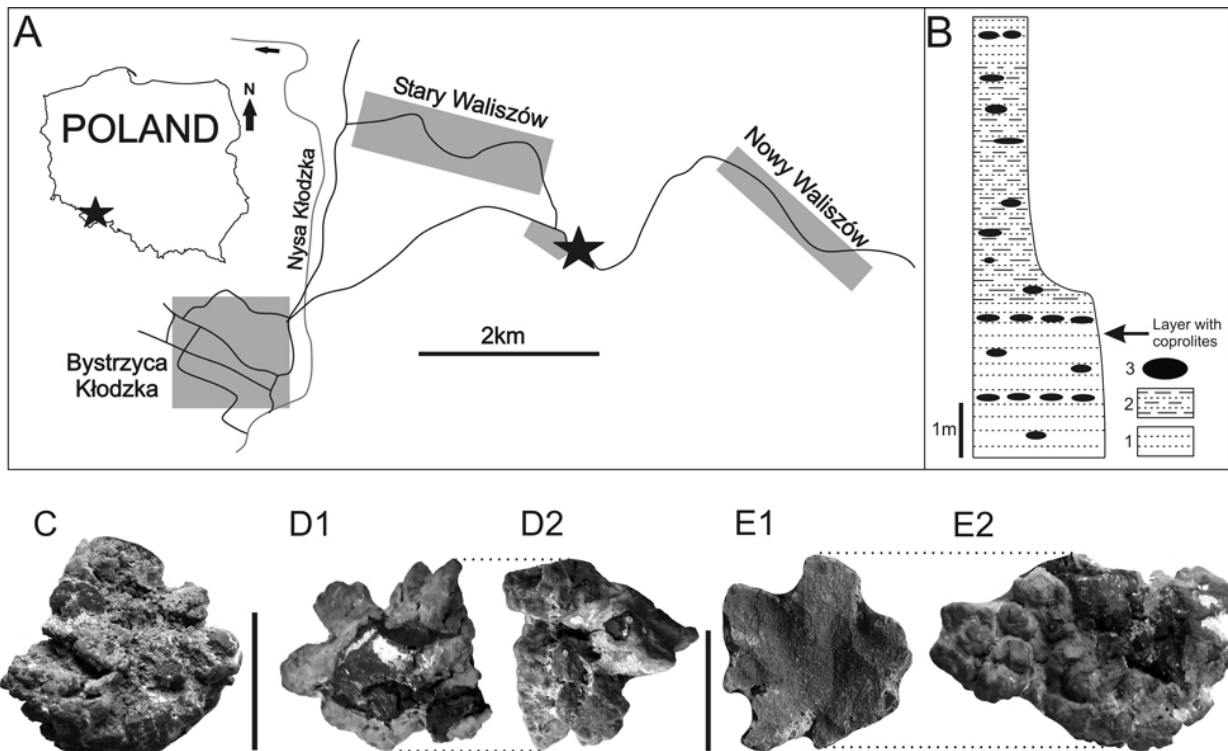 A
POLAND
N
Nysa Kłodzka
Stary Waliszów
Nowy Waliszów
2km
Bystrzyca
Kłodzka
B
Layer with
coprolites
3
2
1
1m
C
D1
D2
E1
E2